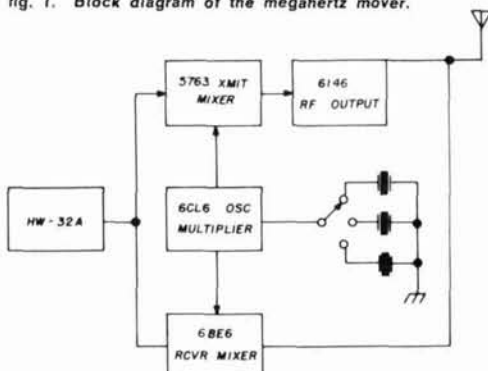 fig. 1. Block diagram of the megahertz mover.
5763 XMIT
MIXER
6146
RF OUTPUT
HW-32A
6CL6 OSC
MULTIPLIER
6BE6
RCVR MIXER